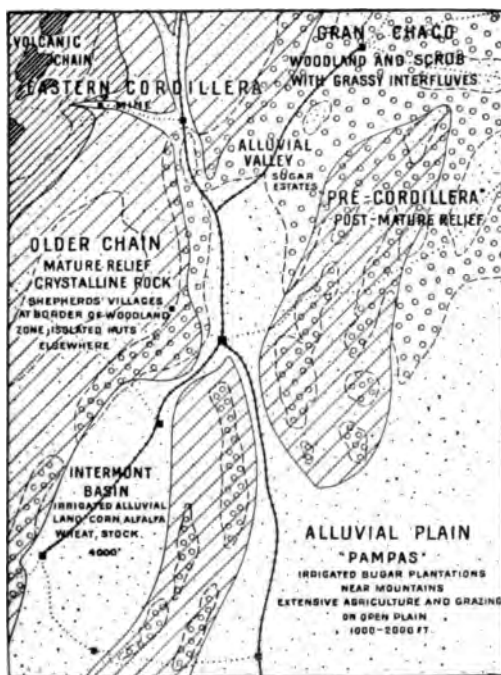 VOLCANIC
CHAIN
EASTERN CORDILLERA
MINE
GRAN CHACO
WOODLAND AND SCRUB
WITH GRASSY INTERFLUVES
ALLUVIAL
VALLEY
SUGAR
ESTATES
"PRE-CORDILLERA"
POST-MATURE RELIEF
OLDER CHAIN
MATURE RELIEF
CRYSTALLINE ROCK
SHEPHERDS' VILLAGES
AT BORDER OF WOODLAND
ZONE; ISOLATED HUTS
ELSEWHERE
INTERMONT
BASIN
IRRIGATED ALLUVIAL
LAND, CORN, ALFALFA
WHEAT, STOCK.
4000'
ALLUVIAL PLAIN
"PAMPAS"
IRRIGATED SUGAR PLANTATIONS
NEAR MOUNTAINS
EXTENSIVE AGRICULTURE AND GRAZING
ON OPEN PLAIN
1000-2000 FT.